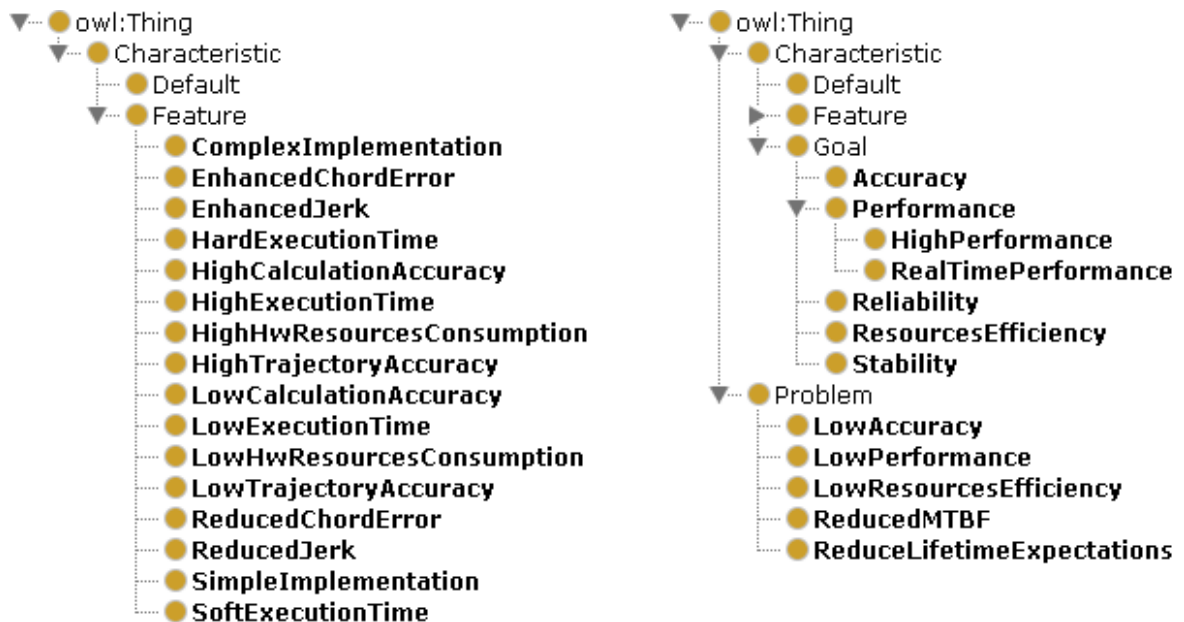 owl:Thing
Characteristic
Default
Feature
ComplexImplementation
EnhancedChordError
EnhancedJerk
HardExecutionTime
HighCalculationAccuracy
HighExecutionTime
HighHwResourcesConsumption
HighTrajectoryAccuracy
LowCalculationAccuracy
LowExecutionTime
LowHwResourcesConsumption
LowTrajectoryAccuracy
ReducedChordError
ReducedJerk
SimpleImplementation
SoftExecutionTime
owl:Thing
Characteristic
Default
Feature
Goal
Accuracy
Performance
HighPerformance
RealTimePerformance
Reliability
ResourcesEfficiency
Stability
Problem
LowAccuracy
LowPerformance
LowResourcesEfficiency
ReducedMTBF
ReduceLifetimeExpectations